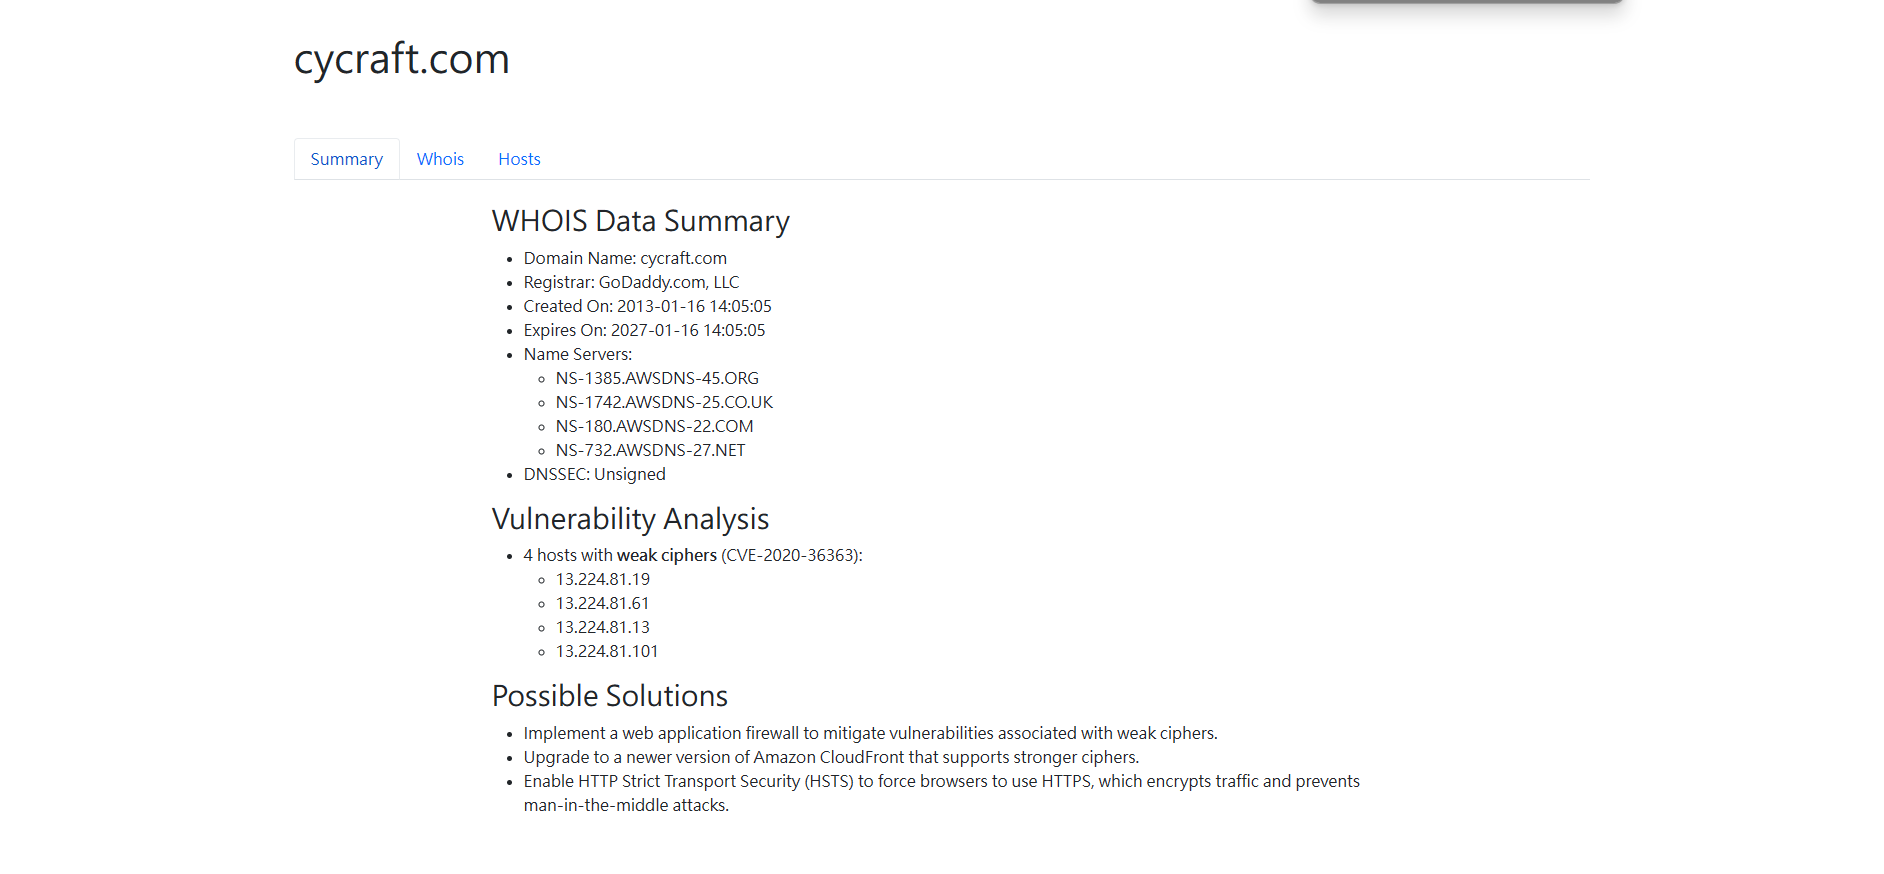 cycraft.com
Summary Whois Hosts
WHOIS Data Summary
Domain Name: cycraft.com
Registrar: GoDaddy.com, LLC
Created On: 2013-01-16 14:05:05
Expires On: 2027-01-16 14:05:05
Name Servers:
NS-1385.AWSDNS-45.ORG
NS-1742.AWSDNS-25.CO.UK
NS-180.AWSDNS-22.COM
NS-732.AWSDNS-27.NET
DNSSEC: Unsigned
Vulnerability Analysis
4 hosts with weak ciphers (CVE-2020-36363):
13.224.81.19
13.224.81.61
13.224.81.13
13.224.81.101
Possible Solutions
Implement a web application firewall to mitigate vulnerabilities associated with weak ciphers.
Upgrade to a newer version of Amazon CloudFront that supports stronger ciphers.
Enable HTTP Strict Transport Security (HSTS) to force browsers to use HTTPS, which encrypts traffic and prevents
man-in-the-middle attacks.